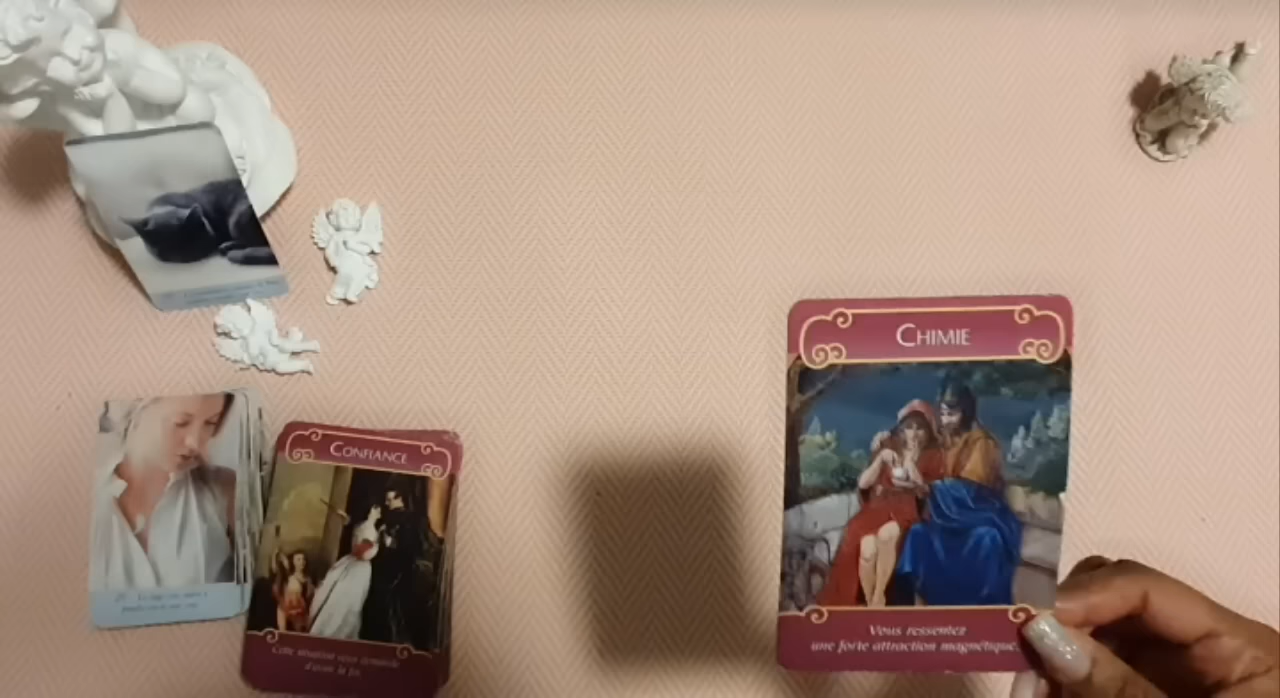 CHIMIE
Vous ressentez
une forte attraction magnétique.
CONFIANCE
Cette situation vous demande
d'avoir la foi.